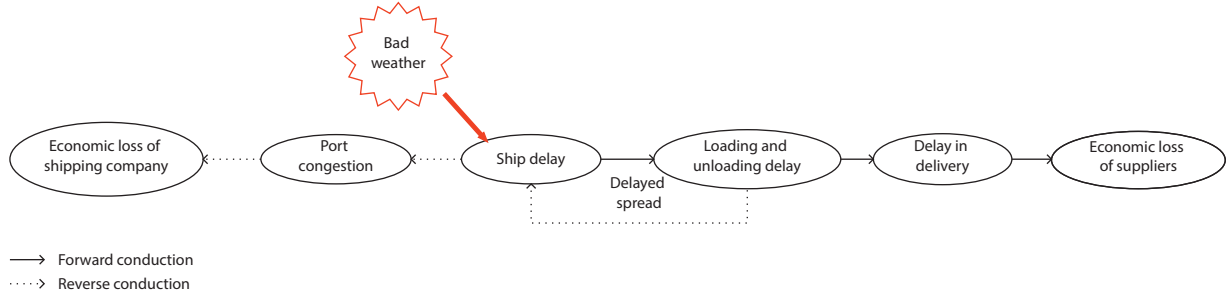 Bad
weather
Economic loss of
shipping company
Port
congestion
Ship delay
Loading and
unloading delay
Delay in
delivery
Economic loss
of suppliers
Delayed
spread
Forward conduction
Reverse conduction